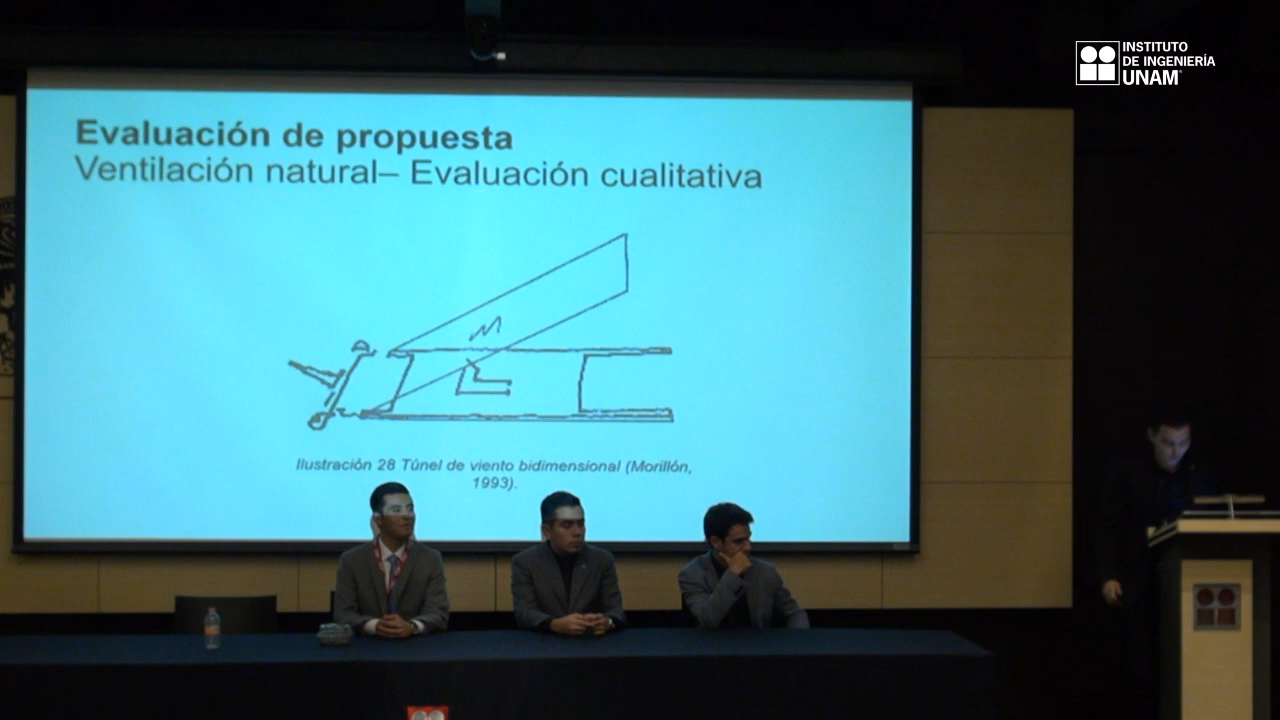 INSTITUTO
DE INGENIERÍA
UNAM
Evaluación de propuesta
Ventilación natural– Evaluación cualitativa
Ilustración 28 Túnel de viento bidimensional (Morillón,
1993).